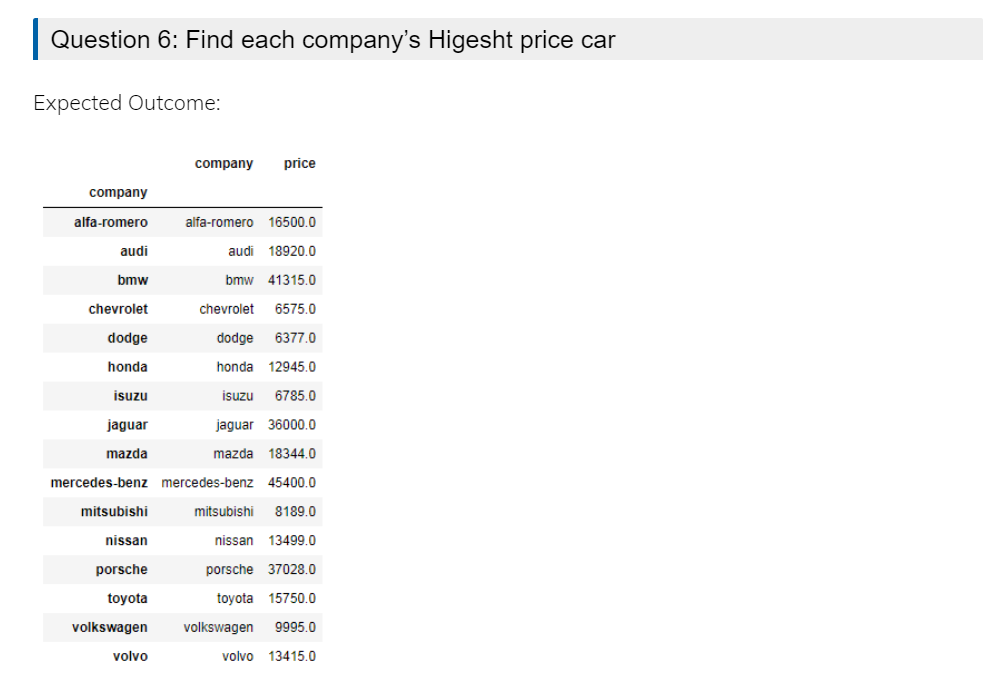 Question 6: Find each company’s Higesht price car
Expected Outcome:
company price
company
alfa-romero alfa-romero 16500.0
audi audi 18920.0
bmw bmw 41315.0
chevrolet chevrolet 6575.0
dodge dodge 6377.0
honda honda 12945.0
isuzu isuzu 6785.0
jaguar jaguar 36000.0
mazda mazda 18344.0
mercedes-benz mercedes-benz 45400.0
mitsubishi mitsubishi 8189.0
nissan nissan 13499.0
porsche porsche 37028.0
toyota toyota 15750.0
volkswagen volkswagen 9995.0
volvo volvo 13415.0